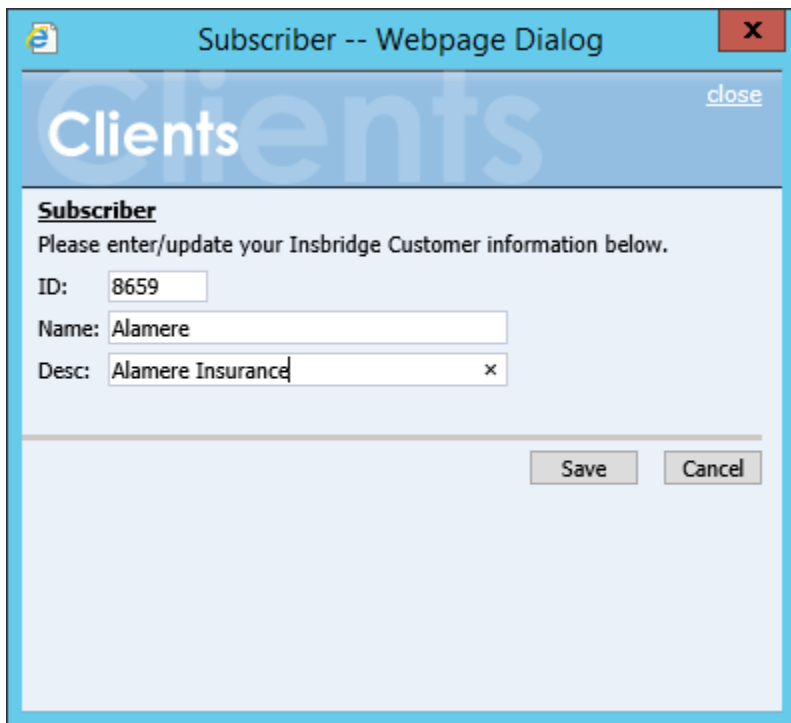 Subscriber -- Webpage Dialog
x
Clients
close
Clients
Subscriber
Please enter/update your Insbridge Customer information below.
ID: 8659
Name: Alamere
Desc: Alamere Insurance ×
Save Cancel